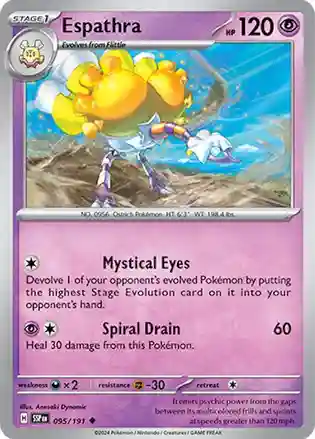 STAGE 1
Espathra
HP 120
Evolves from Flittle
NO. 0956 Ostrich Pokémon HT: 6'3" WT: 198.4 lbs.
Mystical Eyes
Devolve 1 of your opponent's evolved Pokémon by putting
the highest Stage Evolution card on it into your
opponent's hand.
Spiral Drain 60
Heal 30 damage from this Pokémon.
weakness ×2 resistance -30 retreat
Illus. Anesaki Dynamic
H SSP EN 095/191
It emits psychic power from the gaps
between its multicolored frills and sprints
at speeds greater than 120 mph.
©2024 Pokémon / Nintendo / Creatures / GAME FREAK